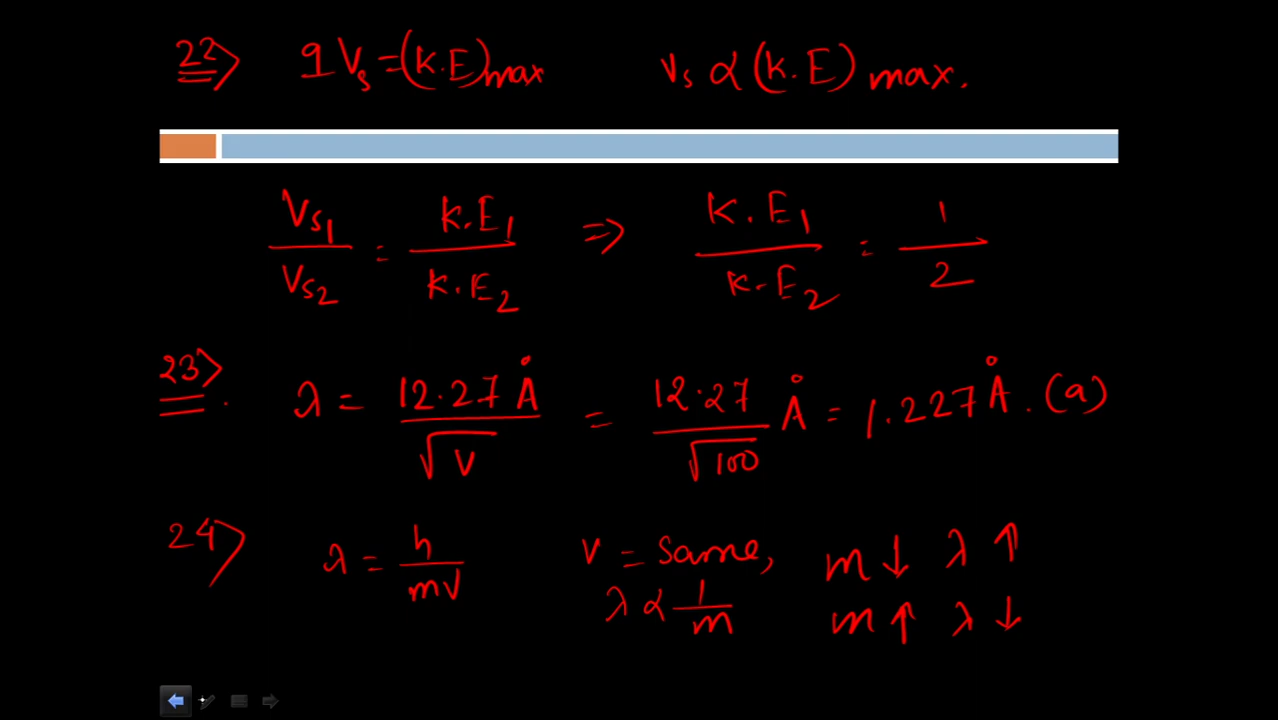 22> qVs = (K.E)max Vs α (K.E)max.
VS1/VS2 = K.E1/K.E2 => K.E1/K.E2 = 1/2
23>. λ = 12.27 Å/√V = 12.27/√100 Å = 1.227 Å. (a)
24> λ = h/mv v = same, m↓ λ↑
λ α 1/m m↑ λ↓